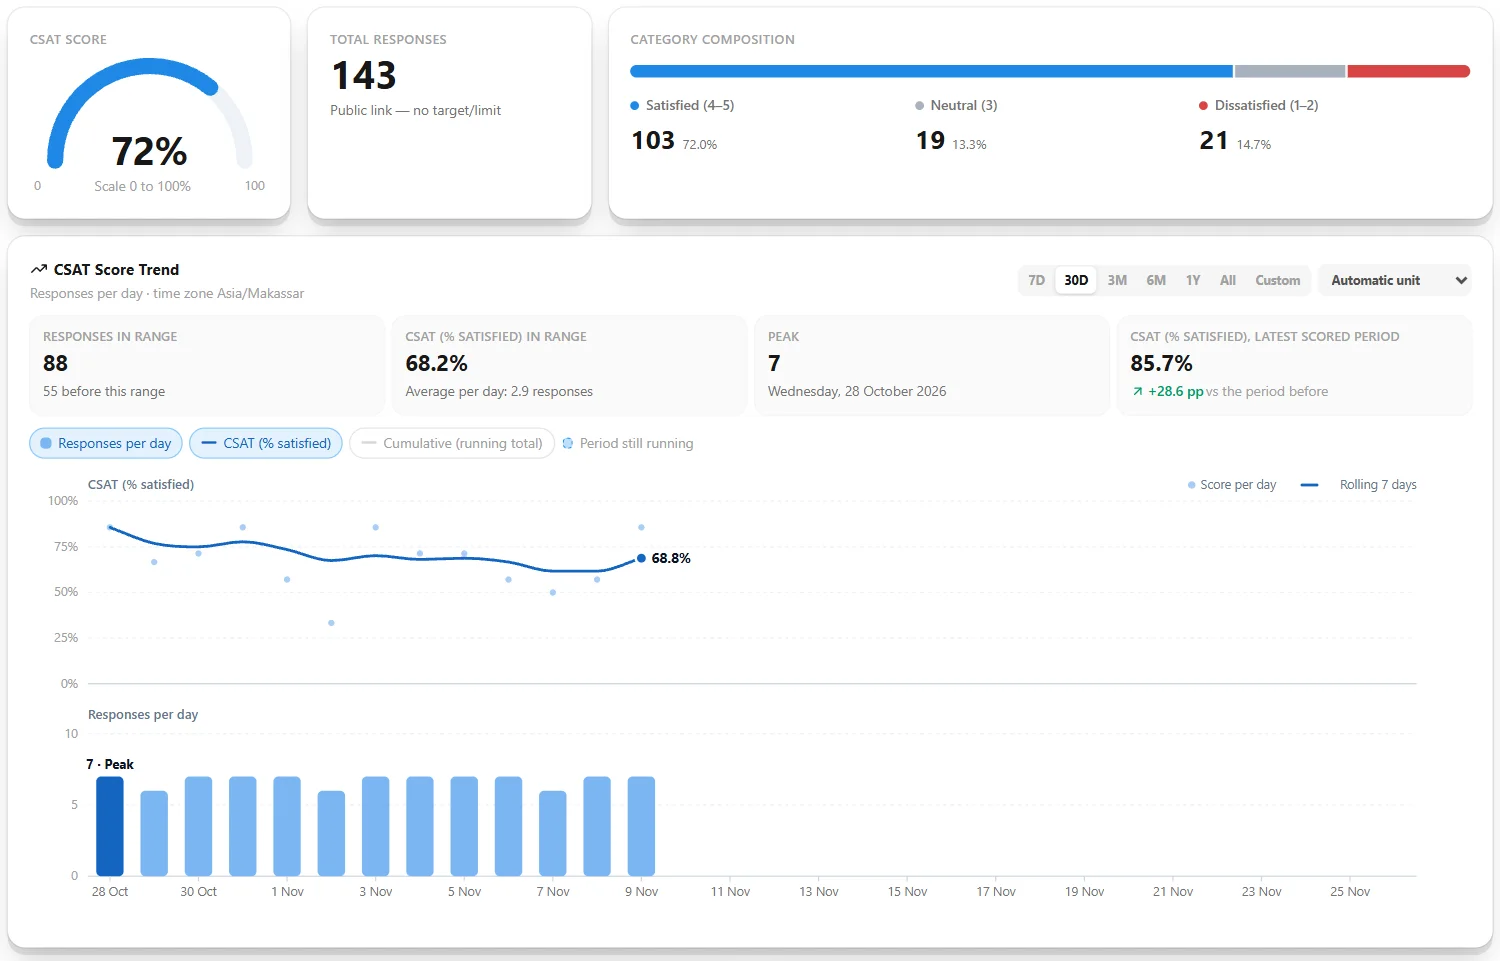 CSAT SCORE
72%
0
Scale 0 to 100%
100
TOTAL RESPONSES
143
Public link — no target/limit
CATEGORY COMPOSITION
Satisfied (4–5)
103 72.0%
Neutral (3)
19 13.3%
Dissatisfied (1–2)
21 14.7%
CSAT Score Trend
Responses per day · time zone Asia/Makassar
7D 30D 3M 6M 1Y All Custom
Automatic unit
RESPONSES IN RANGE
88
55 before this range
CSAT (% SATISFIED) IN RANGE
68.2%
Average per day: 2.9 responses
PEAK
7
Wednesday, 28 October 2026
CSAT (% SATISFIED), LATEST SCORED PERIOD
85.7%
+28.6 pp vs the period before
Responses per day
CSAT (% satisfied)
Cumulative (running total)
Period still running
CSAT (% satisfied)
Score per day
Rolling 7 days
100%
75%
50%
25%
0%
68.8%
Responses per day
10
5
0
7 · Peak
28 Oct 30 Oct 1 Nov 3 Nov 5 Nov 7 Nov 9 Nov 11 Nov 13 Nov 15 Nov 17 Nov 19 Nov 21 Nov 23 Nov 25 Nov